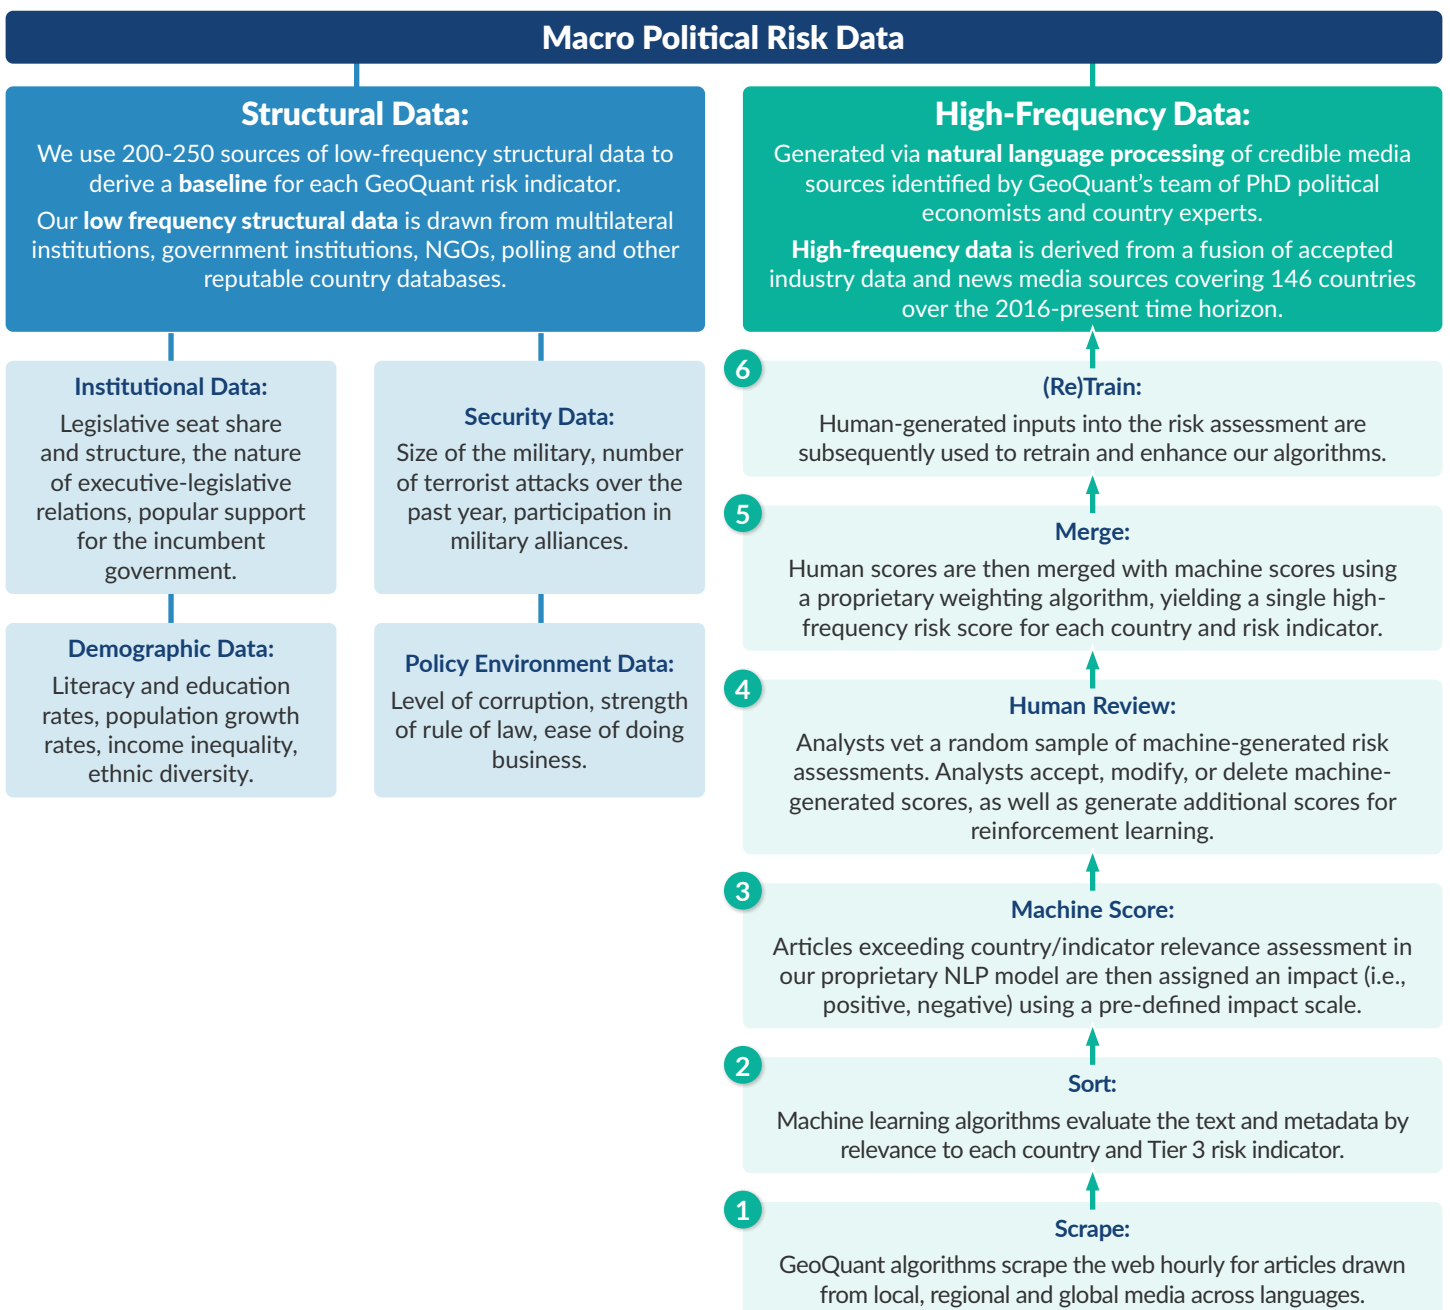 Macro Political Risk Data
Structural Data:
We use 200-250 sources of low-frequency structural data to
derive a baseline for each GeoQuant risk indicator.
Our low frequency structural data is drawn from multilateral
institutions, government institutions, NGOs, polling and other
reputable country databases.
Institutional Data:
Legislative seat share
and structure, the nature
of executive-legislative
relations, popular support
for the incumbent
government.
Security Data:
Size of the military, number
of terrorist attacks over the
past year, participation in
military alliances.
Demographic Data:
Literacy and education
rates, population growth
rates, income inequality,
ethnic diversity.
Policy Environment Data:
Level of corruption, strength
of rule of law, ease of doing
business.
High-Frequency Data:
Generated via natural language processing of credible media
sources identified by GeoQuant's team of PhD political
economists and country experts.
High-frequency data is derived from a fusion of accepted
industry data and news media sources covering 146 countries
over the 2016-present time horizon.
6
(Re)Train:
Human-generated inputs into the risk assessment are
subsequently used to retrain and enhance our algorithms.
5
Merge:
Human scores are then merged with machine scores using
a proprietary weighting algorithm, yielding a single high-
frequency risk score for each country and risk indicator.
4
Human Review:
Analysts vet a random sample of machine-generated risk
assessments. Analysts accept, modify, or delete machine-
generated scores, as well as generate additional scores for
reinforcement learning.
3
Machine Score:
Articles exceeding country/indicator relevance assessment in
our proprietary NLP model are then assigned an impact (i.e.,
positive, negative) using a pre-defined impact scale.
2
Sort:
Machine learning algorithms evaluate the text and metadata by
relevance to each country and Tier 3 risk indicator.
1
Scrape:
GeoQuant algorithms scrape the web hourly for articles drawn
from local, regional and global media across languages.